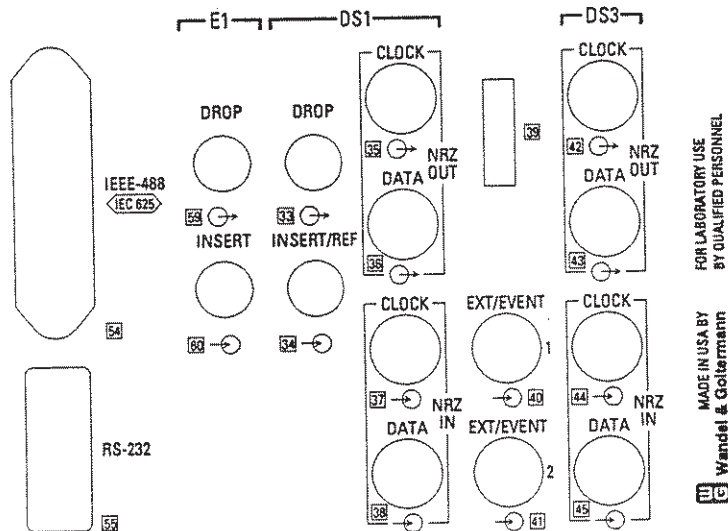 E1
DS1
DS3
CLOCK
CLOCK
DROP
DROP
39
35
NRZ
OUT
42
NRZ
OUT
DATA
DATA
IEEE-488
IEC 625
59
33
INSERT
INSERT/REF
36
43
54
60
34
CLOCK
EXT/EVENT
CLOCK
1
37
NRZ
IN
40
44
NRZ
IN
RS-232
DATA
EXT/EVENT
DATA
2
55
38
41
45
FOR LABORATORY USE
BY QUALIFIED PERSONNEL
MADE IN USA BY
Wandel & Goltermann